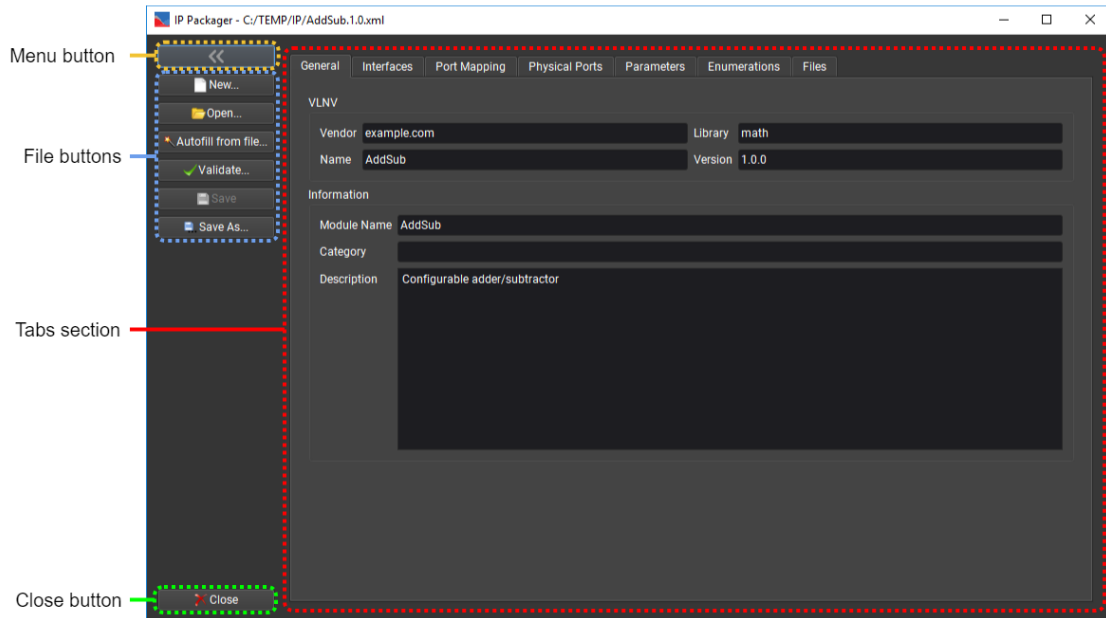 IP Packager - C:/TEMP/IP/AddSub.1.0.xml
Menu button
General Interfaces Port Mapping Physical Ports Parameters Enumerations Files
New...
Open...
Autofill from file...
File buttons
Validate...
Save
Save As...
VLNV
Vendor example.com Library math
Name AddSub Version 1.0.0
Information
Module Name AddSub
Category
Description Configurable adder/subtractor
Tabs section
Close button
Close